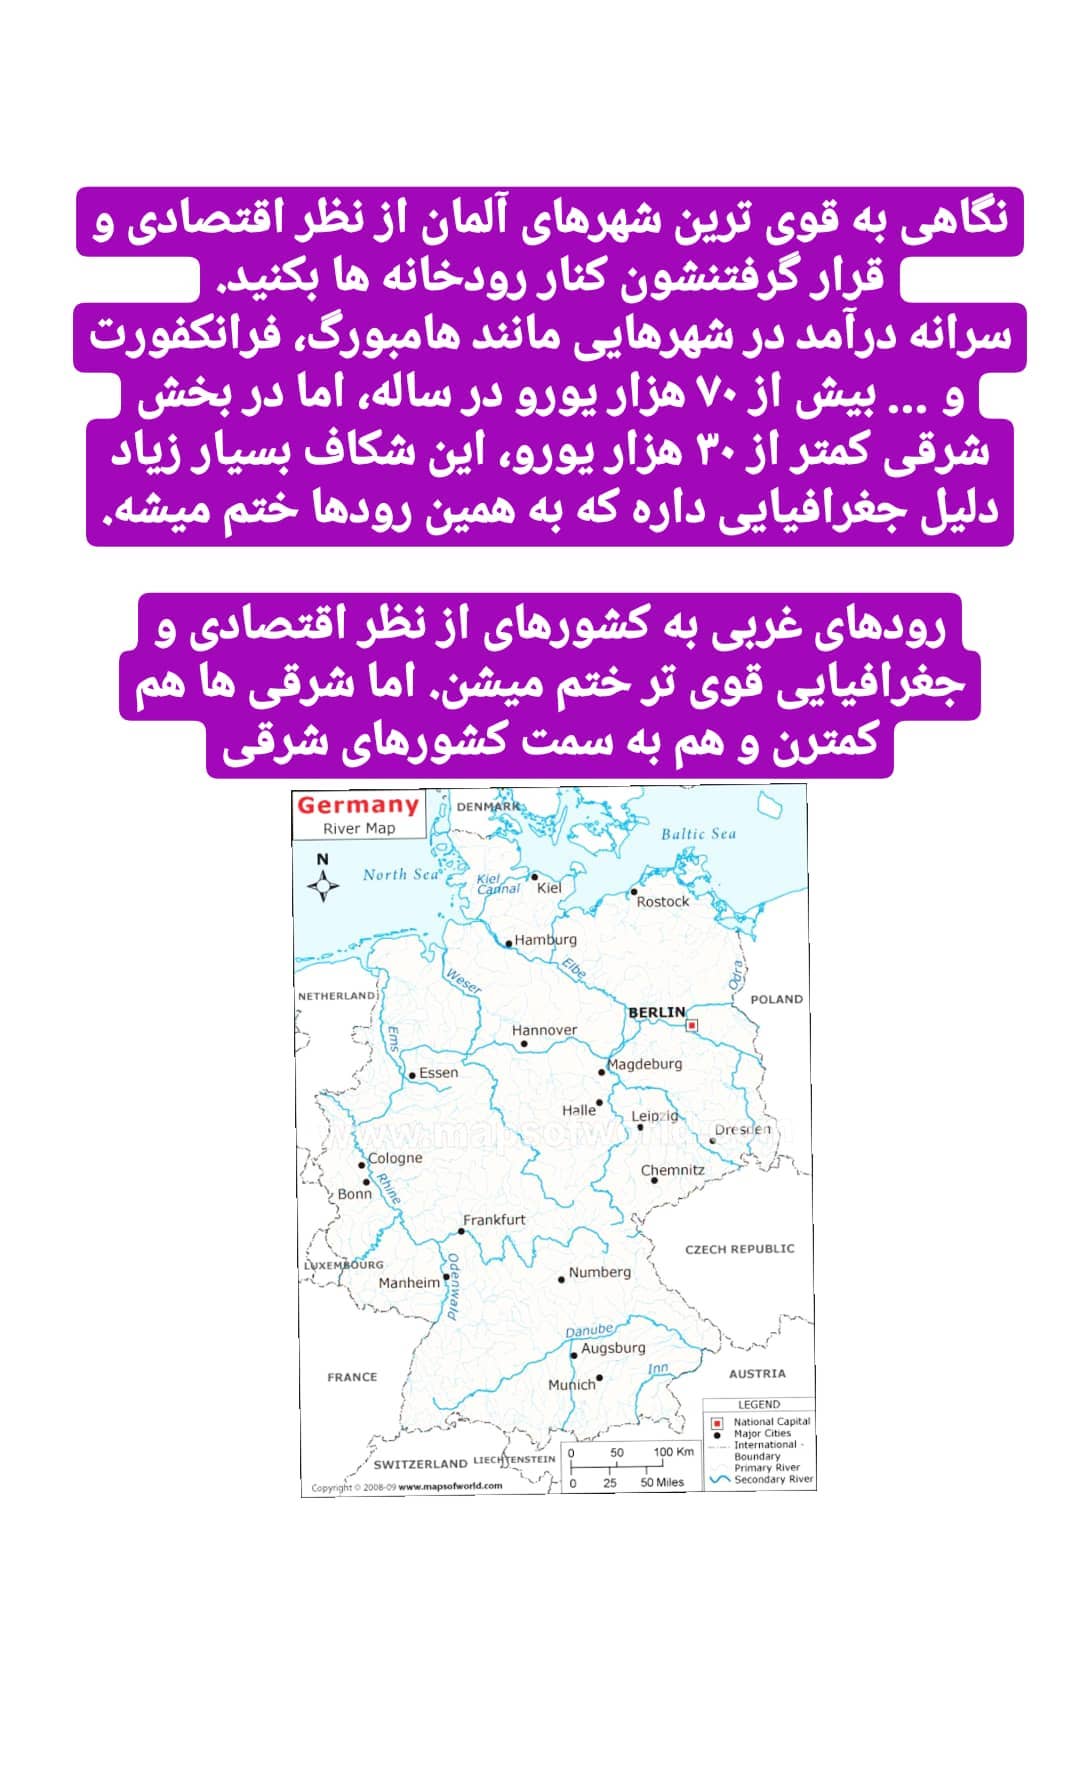 نگاهی به قوی ترین شهرهای آلمان از نظر اقتصادی و
قرار گرفتنشون کنار رودخانه ها بکنید.
سرانه درآمد در شهرهایی مانند هامبورگ، فرانکفورت
و ... بیش از ۷۰ هزار یورو در ساله، اما در بخش
شرقی کمتر از ۳۰ هزار یورو، این شکاف بسیار زیاد
دلیل جغرافیایی داره که به همین رودها ختم میشه.
رودهای غربی به کشورهای از نظر اقتصادی و
جغرافیایی قوی تر ختم میشن. اما شرقی ها هم
کمترن و هم به سمت کشورهای شرقی
Germany
River Map
DENMARK
Baltic Sea
N
North Sea
Kiel
Cannal
Kiel
Rostock
Hamburg
Elbe
Weser
Odra
NETHERLAND
POLAND
BERLIN
Ems
Hannover
Magdeburg
Essen
Halle
Leipzig
www.mapsofworld.com
Dresden
Cologne
Chemnitz
Bonn
Rhine
Frankfurt
CZECH REPUBLIC
LUXEMBOURG
Manheim
Odenwald
Numberg
Danube
Augsburg
Inn
FRANCE
Munich
AUSTRIA
LEGEND
National Capital
Major Cities
International -
Boundary
Primary River
Secondary River
0 50 100 Km
0 25 50 Miles
SWITZERLAND
LIECHTENSTEIN
Copyright © 2008-09 www.mapsofworld.com